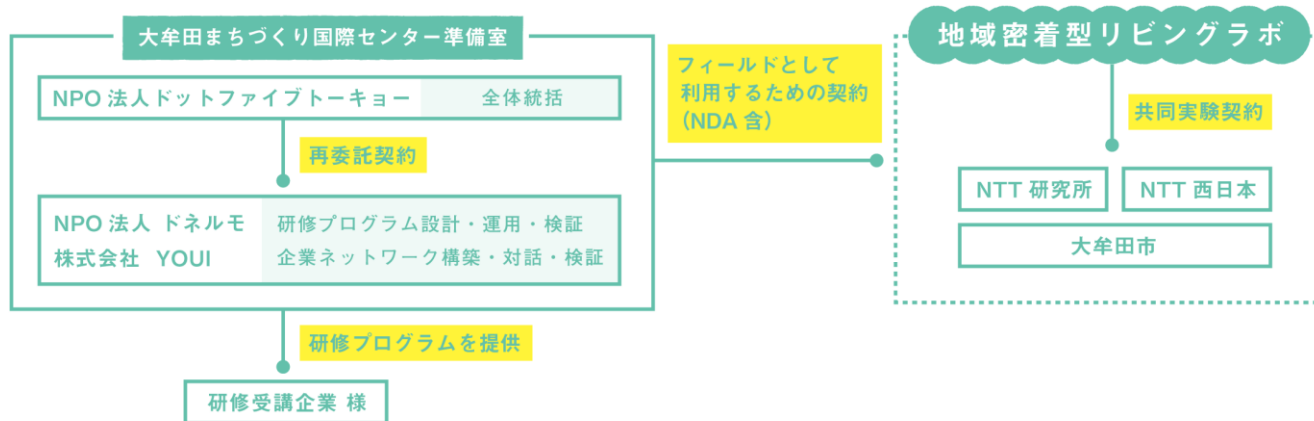 大牟田まちづくり国際センター準備室
NPO 法人ドットファイブトーキョー 全体統括
再委託契約
NPO 法人 ドネルモ 研修プログラム設計・運用・検証
株式会社 YOUI 企業ネットワーク構築・対話・検証
研修プログラムを提供
研修受講企業 様
フィールドとして
利用するための契約
（NDA 含）
地域密着型リビングラボ
共同実験契約
NTT 研究所 NTT 西日本
大牟田市